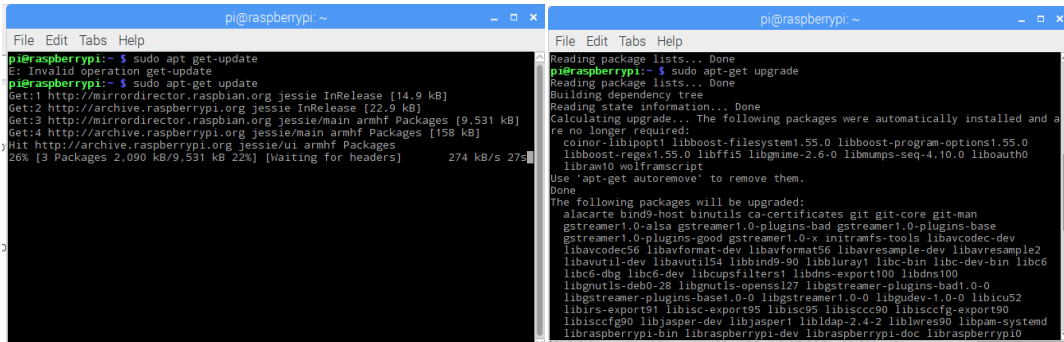 pi@raspberrypi: ~
File Edit Tabs Help
pi@raspberrypi:~ $ sudo apt get-update
E: Invalid operation get-update
pi@raspberrypi:~ $ sudo apt-get update
Get:1 http://mirrordirector.raspbian.org jessie InRelease [14.9 kB]
Get:2 http://archive.raspberrypi.org jessie InRelease [22.9 kB]
Get:3 http://mirrordirector.raspbian.org jessie/main armhf Packages [9,531 kB]
Get:4 http://archive.raspberrypi.org jessie/main armhf Packages [158 kB]
Hit http://archive.raspberrypi.org jessie/ui armhf Packages
26% [3 Packages 2,090 kB/9,531 kB 22%] [Waiting for headers] 274 kB/s 27s
pi@raspberrypi: ~
File Edit Tabs Help
Reading package lists... Done
pi@raspberrypi:~ $ sudo apt-get upgrade
Reading package lists... Done
Building dependency tree
Reading state information... Done
Calculating upgrade... The following packages were automatically installed and a
re no longer required:
coinor-libipopt1 libboost-filesystem1.55.0 libboost-program-options1.55.0
libboost-regex1.55.0 libffi5 libgmime-2.6-0 libmumps-seq-4.10.0 liboauth0
libraw10 wolframscript
Use 'apt-get autoremove' to remove them.
Done
The following packages will be upgraded:
alacarte bind9-host binutils ca-certificates git git-core git-man
gstreamer1.0-alsa gstreamer1.0-plugins-bad gstreamer1.0-plugins-base
gstreamer1.0-plugins-good gstreamer1.0-x initramfs-tools libavcodec-dev
libavcodec56 libavformat-dev libavformat56 libavresample-dev libavresample2
libavutil-dev libavutil54 libbind9-90 libbluray1 libc-bin libc-dev-bin libc6
libc6-dbg libc6-dev libcupsfilters1 libdns-export100 libdns100
libgnutls-deb0-28 libgnutls-openssl27 libgstreamer-plugins-bad1.0-0
libgstreamer-plugins-base1.0-0 libgstreamer1.0-0 libgudev-1.0-0 libicu52
libirs-export91 libisc-export95 libisc95 libisccc90 libisccfg-export90
libisccfg90 libjasper-dev libjasper1 libldap-2.4-2 liblwres90 libpam-systemd
libraspberrypi-bin libraspberrypi-dev libraspberrypi-doc libraspberrypi0